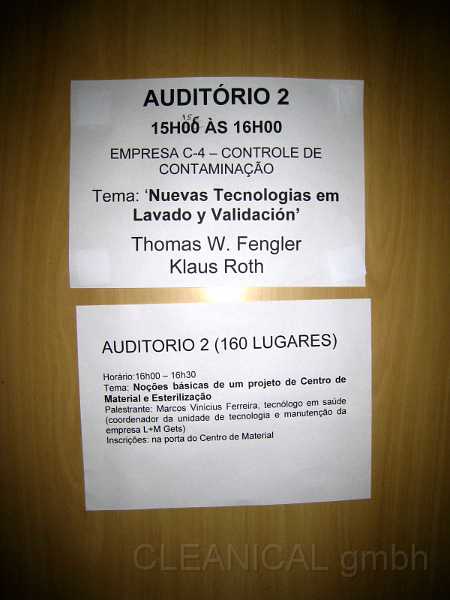 AUDITÓRIO 2
15H00 ÀS 16H00
EMPRESA C-4 – CONTROLE DE
CONTAMINAÇÃO
Tema: ‘Nuevas Tecnologias em
Lavado y Validación’
Thomas W. Fengler
Klaus Roth
AUDITORIO 2 (160 LUGARES)
Horário:16h00 – 16h30
Tema: Noções básicas de um projeto de Centro de
Material e Esterilização
Palestrante: Marcos Vinicius Ferreira, tecnólogo em saúde
(coordenador da unidade de tecnologia e manutenção da
empresa L+M Gets)
Inscrições: na porta do Centro de Material
CLEANICAL gmbh